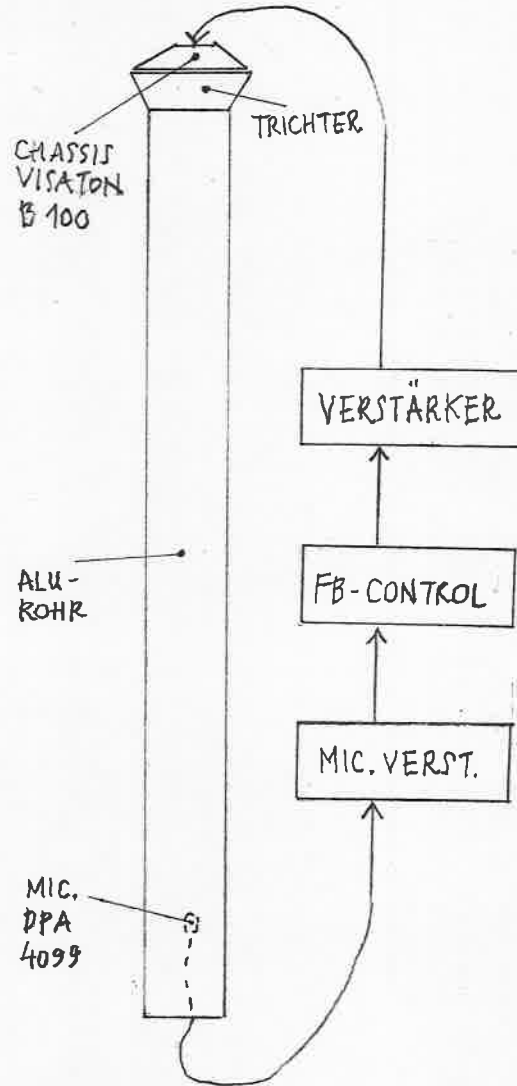 TRICHTER
CHASSIS
VISATON
B 100
VERSTÄRKER
ALU-
ROHR
FB-CONTROL
MIC. VERST.
MIC.
DPA
4099